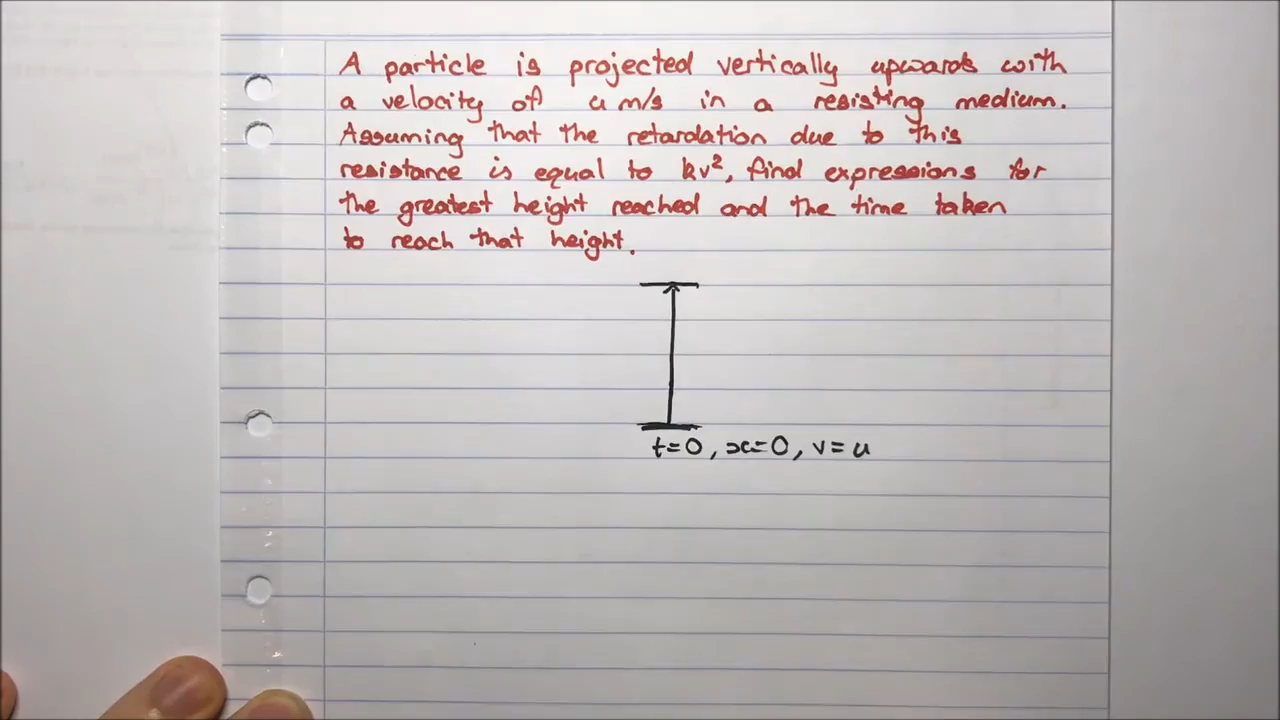 A particle is projected vertically upwards with
a velocity of u m/s in a resisting medium.
Assuming that the retardation due to this
resistance is equal to kv², find expressions for
the greatest height reached and the time taken
to reach that height.
t=0, x=0, v=u